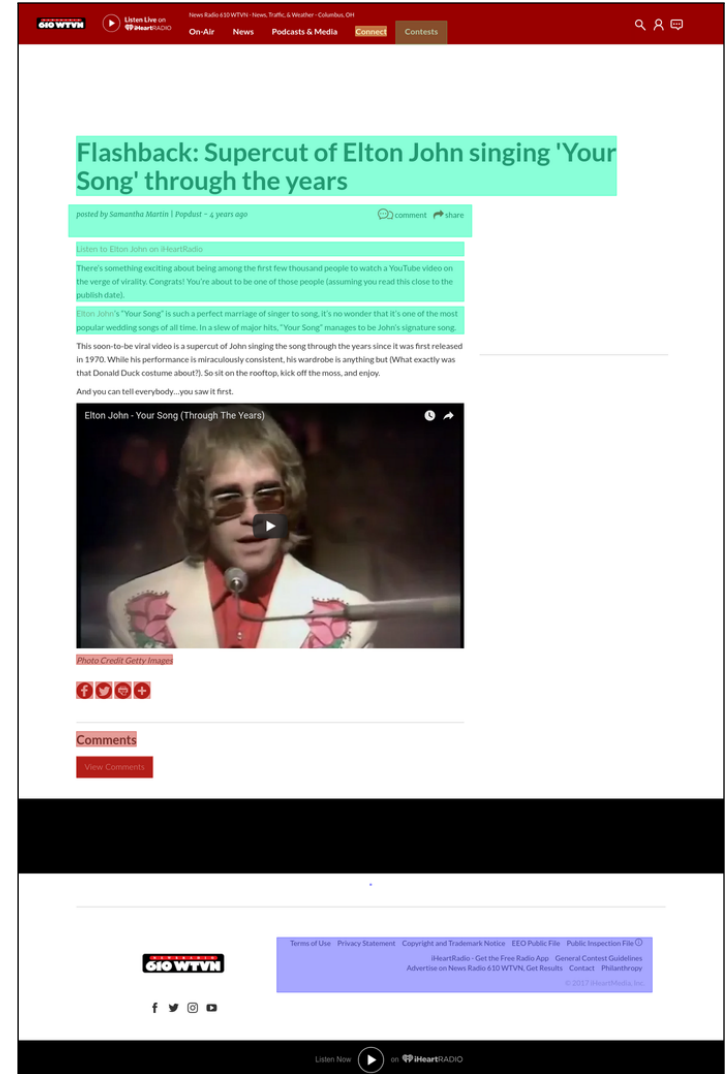 610 WTVN
Listen Live on
iHeartRADIO
News Radio 610 WTVN - News, Traffic, & Weather - Columbus, OH
On-Air News Podcasts & Media Connect Contests
Flashback: Supercut of Elton John singing 'Your
Song' through the years
posted by Samantha Martin | Popdust - 4 years ago
comment share
Listen to Elton John on iHeartRadio
There's something exciting about being among the first few thousand people to watch a YouTube video on
the verge of virality. Congrats! You're about to be one of those people (assuming you read this close to the
publish date).
Elton John's "Your Song" is such a perfect marriage of singer to song, it's no wonder that it's one of the most
popular wedding songs of all time. In a slew of major hits, "Your Song" manages to be John's signature song.
This soon-to-be viral video is a supercut of John singing the song through the years since it was first released
in 1970. While his performance is miraculously consistent, his wardrobe is anything but (What exactly was
that Donald Duck costume about?). So sit on the rooftop, kick off the moss, and enjoy.
And you can tell everybody...you saw it first.
Elton John - Your Song (Through The Years)
Photo Credit Getty Images
Comments
View Comments
Terms of Use Privacy Statement Copyright and Trademark Notice EEO Public File Public Inspection File
iHeartRadio - Get the Free Radio App General Contest Guidelines
Advertise on News Radio 610 WTVN, Get Results Contact Philanthropy
© 2017 iHeartMedia, Inc.
610 WTVN
Listen Now on iHeartRADIO